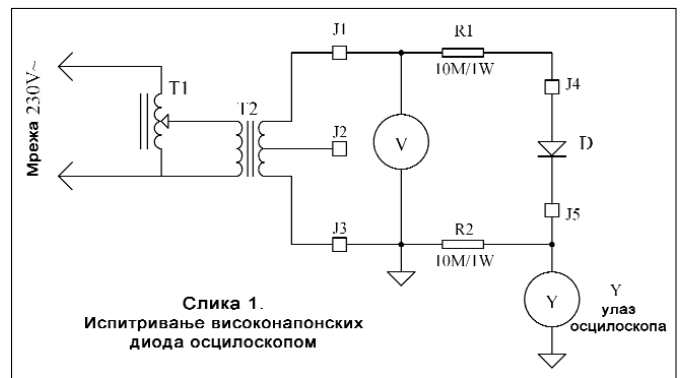 Мрежа 230V~
T1
T2
J1
J2
J3
V
R1
10M/1W
J4
D
J5
R2
10M/1W
Y
Y
улаз
осцилоскопа
Слика 1.
Испитривање високонапонских
диода осцилоскопом